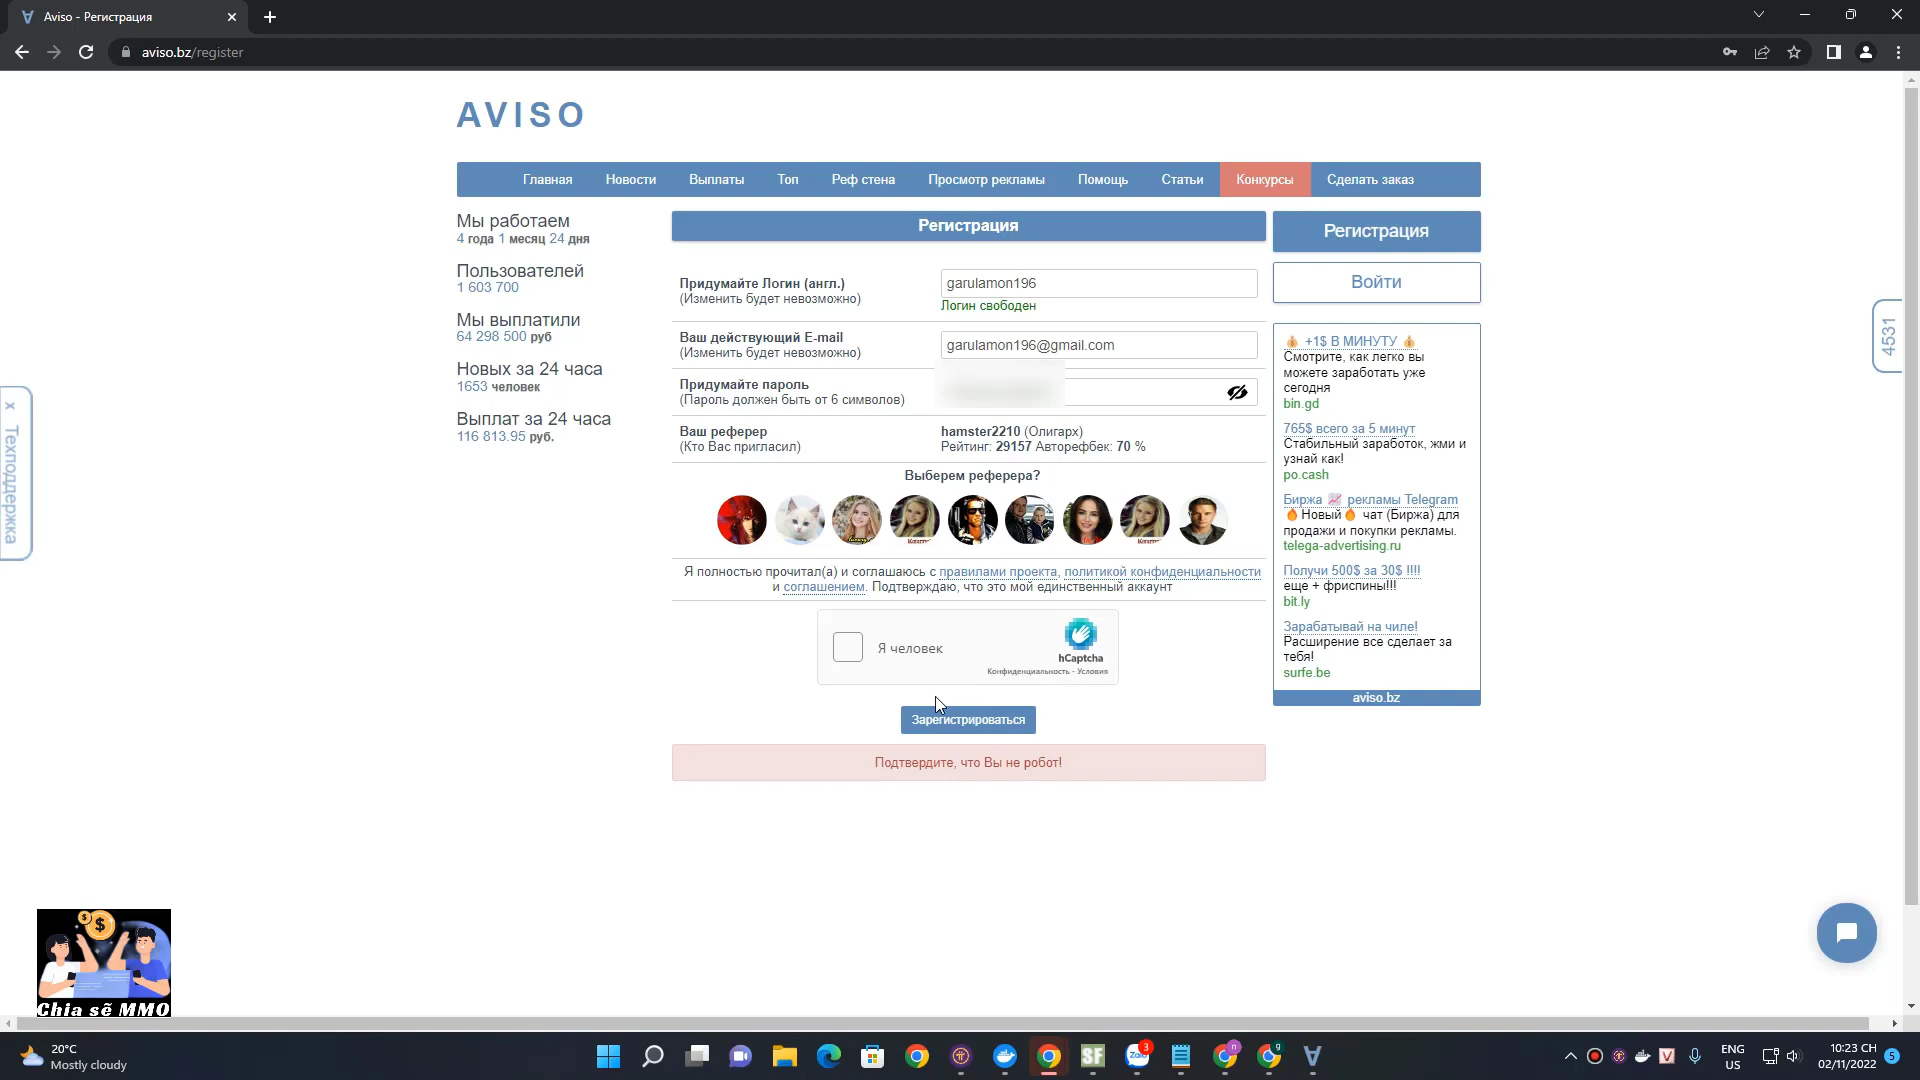 Aviso - Регистрация
aviso.bz/register
AVISO
Главная
Новости
Выплаты
Топ
Реф стена
Просмотр рекламы
Помощь
Статьи
Конкурсы
Сделать заказ
Мы работаем
4 года 1 месяц 24 дня
Пользователей
1 603 700
Мы выплатили
64 298 500 руб
Новых за 24 часа
1653 человек
Выплат за 24 часа
116 813.95 руб.
x Техподдержка
Регистрация
Придумайте Логин (англ.)
(Изменить будет невозможно)
garulamon196
Логин свободен
Ваш действующий E-mail
(Изменить будет невозможно)
garulamon196@gmail.com
Придумайте пароль
(Пароль должен быть от 6 символов)
Ваш реферер
(Кто Вас пригласил)
hamster2210 (Олигарх)
Рейтинг: 29157 Авторефбек: 70 %
Выберем реферера?
Я полностью прочитал(а) и соглашаюсь с правилами проекта, политикой конфиденциальности
и соглашением. Подтверждаю, что это мой единственный аккаунт
Я человек
hCaptcha
Конфиденциальность - Условия
Зарегистрироваться
Подтвердите, что Вы не робот!
Регистрация
Войти
+1$ В МИНУТУ
Смотрите, как легко вы
можете заработать уже
сегодня
bin.gd
765$ всего за 5 минут
Стабильный заработок, жми и
узнай как!
po.cash
Биржа рекламы Telegram
Новый чат (Биржа) для
продажи и покупки рекламы.
telega-advertising.ru
Получи 500$ за 30$ !!!!
еще + фриспины!!!
bit.ly
Зарабатывай на чиле!
Расширение все сделает за
тебя!
surfe.be
aviso.bz
4531
Chia sẽ MMO
20°C
Mostly cloudy
SF
Zalo
3
n
g
V
ENG
US
10:23 CH
02/11/2022
5